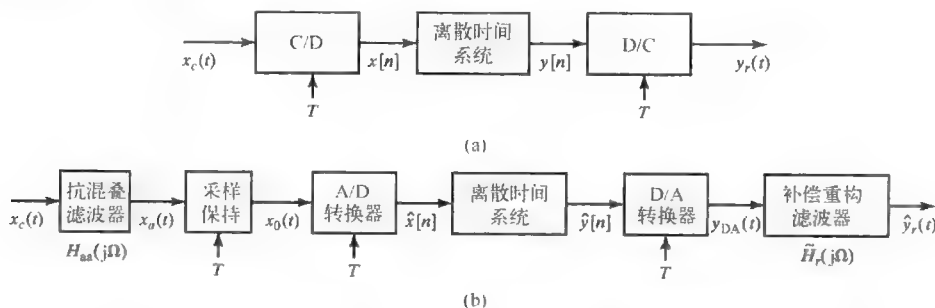 C/D
离散时间
系统
D/C
x_c(t)
x[n]
y[n]
y_r(t)
T
T
(a)
抗混叠
滤波器
采样
保持
A/D
转换器
离散时间
系统
D/A
转换器
补偿重构
滤波器
x_c(t)
x_a(t)
x_0(t)
x̂[n]
ŷ[n]
y_DA(t)
ŷ_r(t)
H_aa(jΩ)
T
T
T
H̃_r(jΩ)
(b)